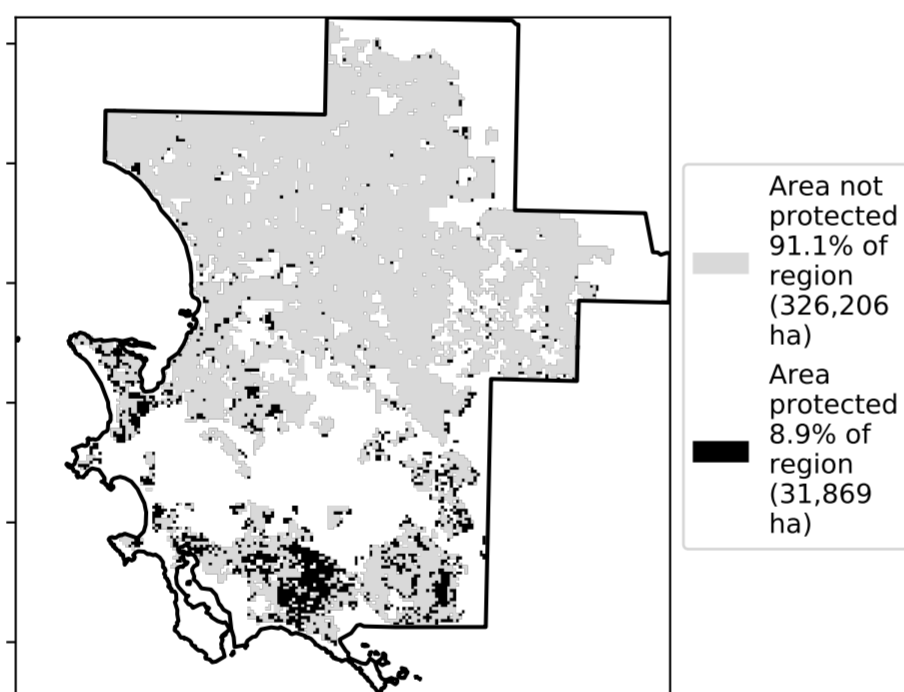 Area not
protected
91.1% of
region
(326,206
ha)
Area
protected
8.9% of
region
(31,869
ha)